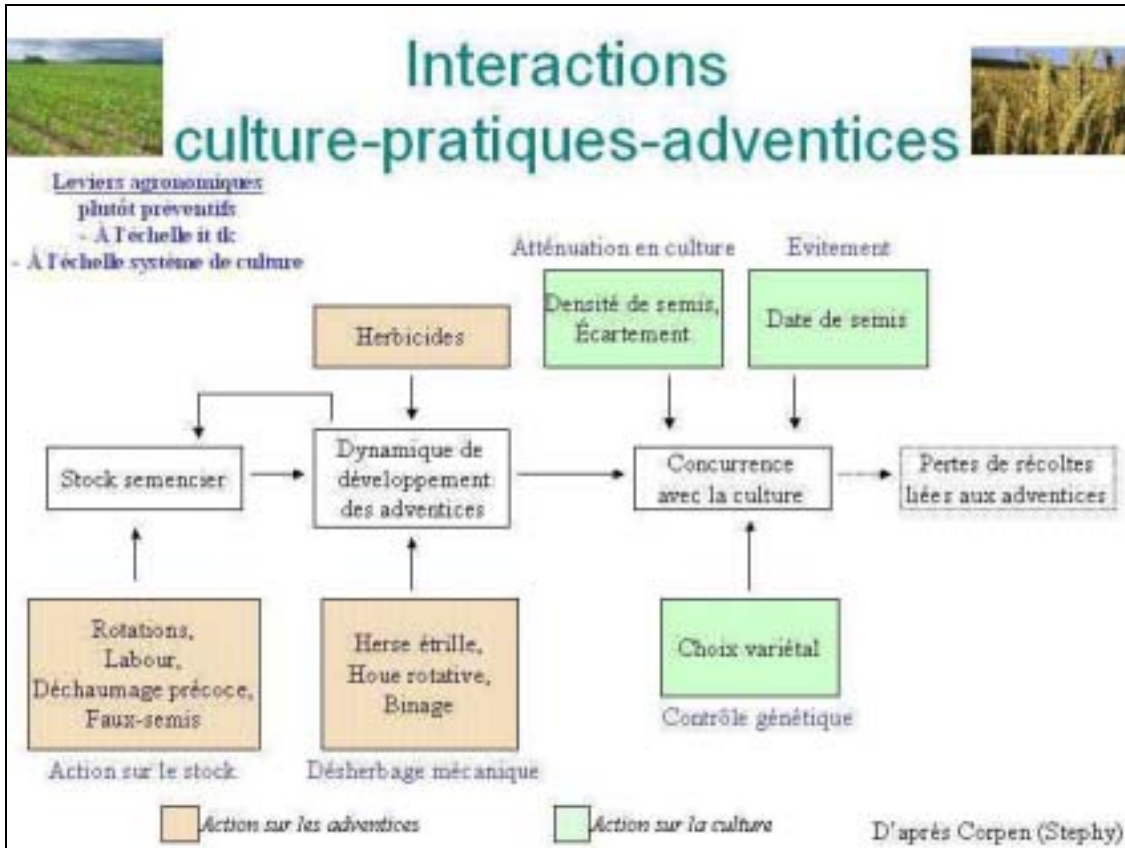 Interactions
culture-pratiques-adventices
Leviers agronomiques
plutôt préventifs
- À l'échelle it tk
- À l'échelle système de culture
Atténuation en culture
Evitement
Herbicides
Densité de semis,
Écartement
Date de semis
Stock semencier
Dynamique de
développement
des adventices
Concurrence
avec la culture
Pertes de récoltes
liées aux adventices
Rotations,
Labour,
Déchaumage précoce,
Faux-semis
Action sur le stock
Herse étrille,
Houe rotative,
Binage
Désherbage mécanique
Choix variétal
Contrôle génétique
Action sur les adventices
Action sur la culture
D'après Corpen (Stephy)